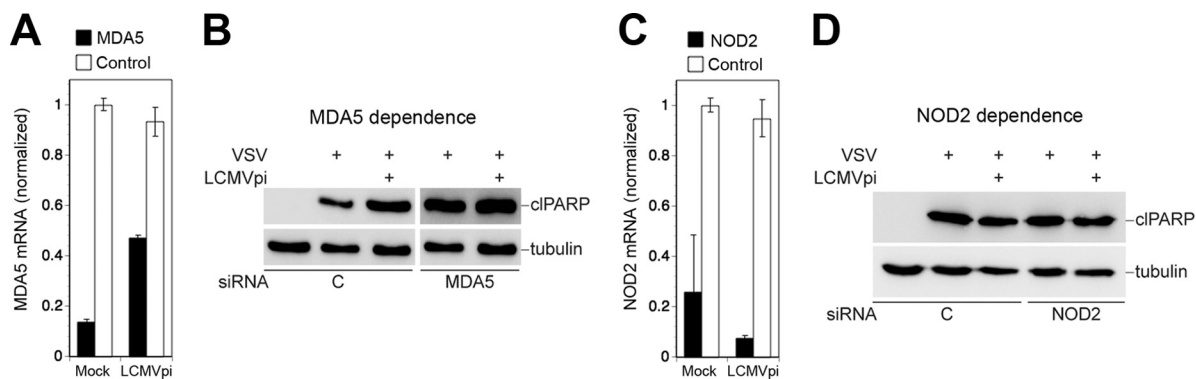 A
MDA5
Control
MDA5 mRNA (normalized)
1
0.8
0.6
0.4
0.2
0
Mock LCMVpi
B
MDA5 dependence
VSV + + + +
LCMVpi + +
clPARP
tubulin
siRNA C MDA5
C
NOD2
Control
NOD2 mRNA (normalized)
1
0.8
0.6
0.4
0.2
0
Mock LCMVpi
D
NOD2 dependence
VSV + + + +
LCMVpi + +
clPARP
tubulin
siRNA C NOD2